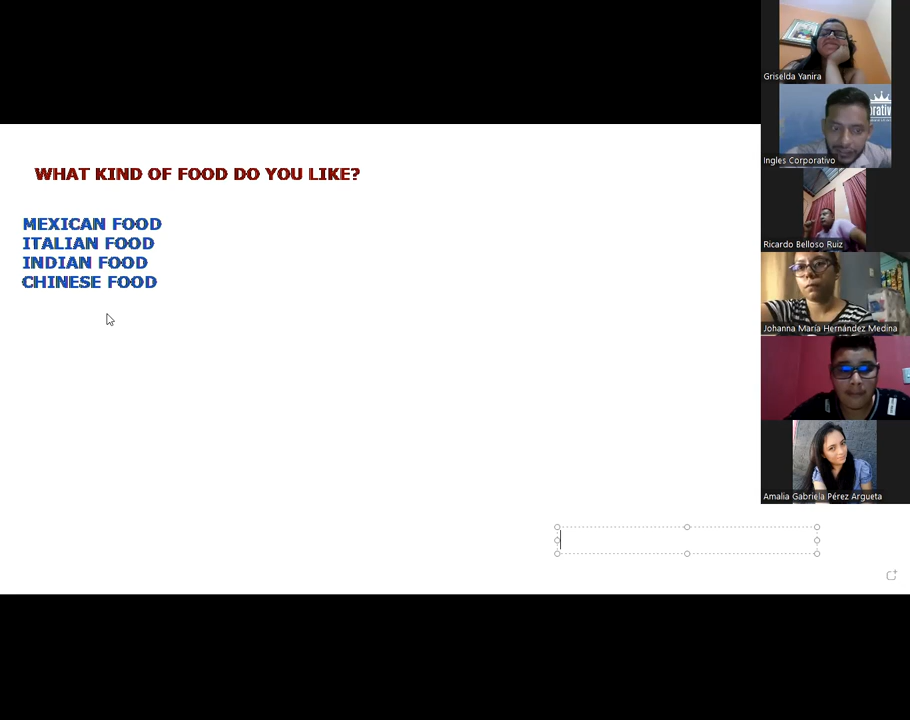 WHAT KIND OF FOOD DO YOU LIKE?
MEXICAN FOOD
ITALIAN FOOD
INDIAN FOOD
CHINESE FOOD
Griselda Yanira
Ingles Corporativo
Ricardo Belloso Ruiz
Johanna María Hernández Medina
Amalia Gabriela Pérez Argueta